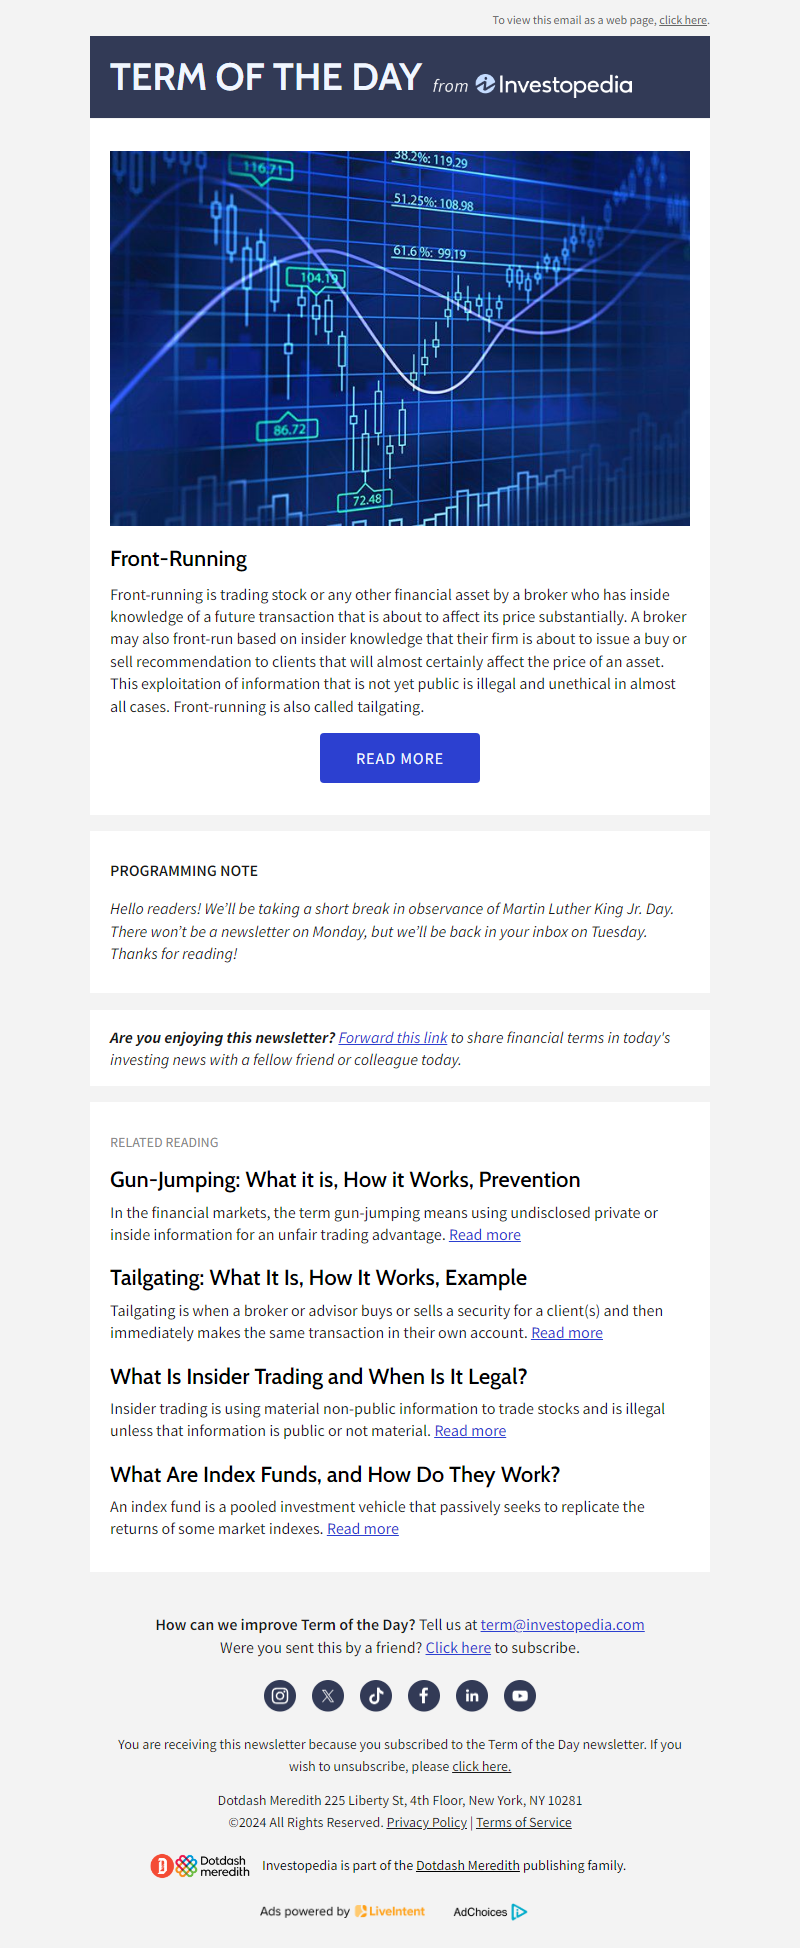 To view this email as a web page, click here.
TERM OF THE DAY from Investopedia
38.2%: 119.29
116.71
51.25%: 108.98
61.6 %: 99.19
104.19
86.72
72.48
Front-Running
Front-running is trading stock or any other financial asset by a broker who has inside
knowledge of a future transaction that is about to affect its price substantially. A broker
may also front-run based on insider knowledge that their firm is about to issue a buy or
sell recommendation to clients that will almost certainly affect the price of an asset.
This exploitation of information that is not yet public is illegal and unethical in almost
all cases. Front-running is also called tailgating.
READ MORE
PROGRAMMING NOTE
Hello readers! We’ll be taking a short break in observance of Martin Luther King Jr. Day.
There won’t be a newsletter on Monday, but we’ll be back in your inbox on Tuesday.
Thanks for reading!
Are you enjoying this newsletter? Forward this link to share financial terms in today's
investing news with a fellow friend or colleague today.
RELATED READING
Gun-Jumping: What it is, How it Works, Prevention
In the financial markets, the term gun-jumping means using undisclosed private or
inside information for an unfair trading advantage. Read more
Tailgating: What It Is, How It Works, Example
Tailgating is when a broker or advisor buys or sells a security for a client(s) and then
immediately makes the same transaction in their own account. Read more
What Is Insider Trading and When Is It Legal?
Insider trading is using material non-public information to trade stocks and is illegal
unless that information is public or not material. Read more
What Are Index Funds, and How Do They Work?
An index fund is a pooled investment vehicle that passively seeks to replicate the
returns of some market indexes. Read more
How can we improve Term of the Day? Tell us at term@investopedia.com
Were you sent this by a friend? Click here to subscribe.
You are receiving this newsletter because you subscribed to the Term of the Day newsletter. If you
wish to unsubscribe, please click here.
Dotdash Meredith 225 Liberty St, 4th Floor, New York, NY 10281
©2024 All Rights Reserved. Privacy Policy | Terms of Service
Dotdash
meredith
Investopedia is part of the Dotdash Meredith publishing family.
Ads powered by LiveIntent AdChoices